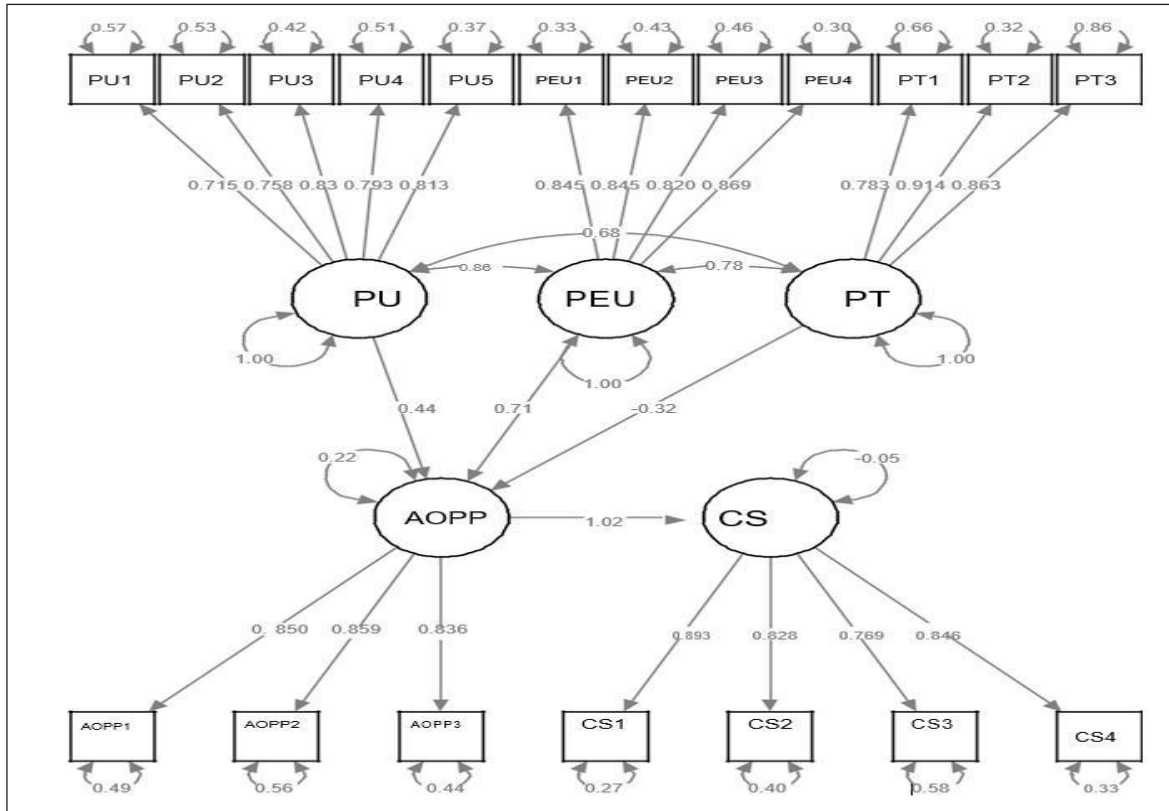 0.57 0.53 0.42 0.51 0.37 0.33 0.43 0.46 0.30 0.66 0.32 0.86
PU1 PU2 PU3 PU4 PU5 PEU1 PEU2 PEU3 PEU4 PT1 PT2 PT3
0.715 0.758 0.83 0.793 0.813 0.845 0.845 0.820 0.869 0.783 0.914 0.863
0.68
0.86 0.78
PU PEU PT
1.00 1.00 1.00
0.44 0.71 -0.32
0.22 -0.05
AOPP CS
1.02
0. 850 0.859 0.836 0.893 0.828 0.769 0.846
AOPP1 AOPP2 AOPP3 CS1 CS2 CS3 CS4
0.49 0.56 0.44 0.27 0.40 0.58 0.33